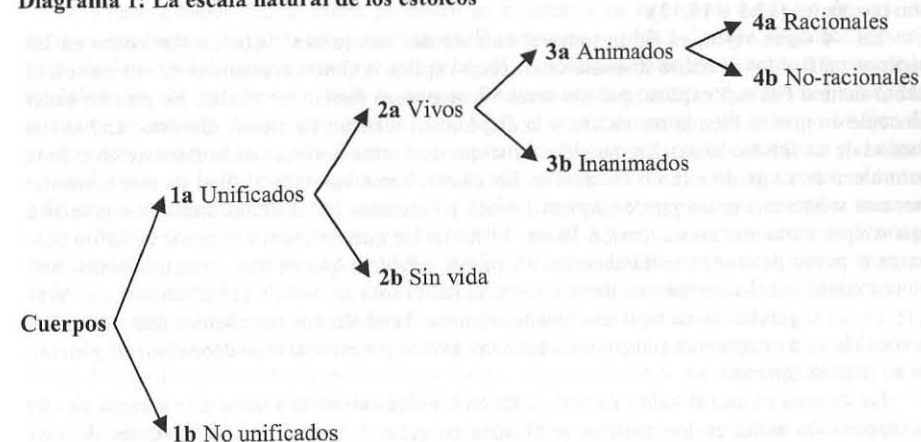 Diagrama 1: La escala natural de los estoicos
4a Racionales
3a Animados
4b No-racionales
2a Vivos
3b Inanimados
1a Unificados
2b Sin vida
Cuerpos
1b No unificados